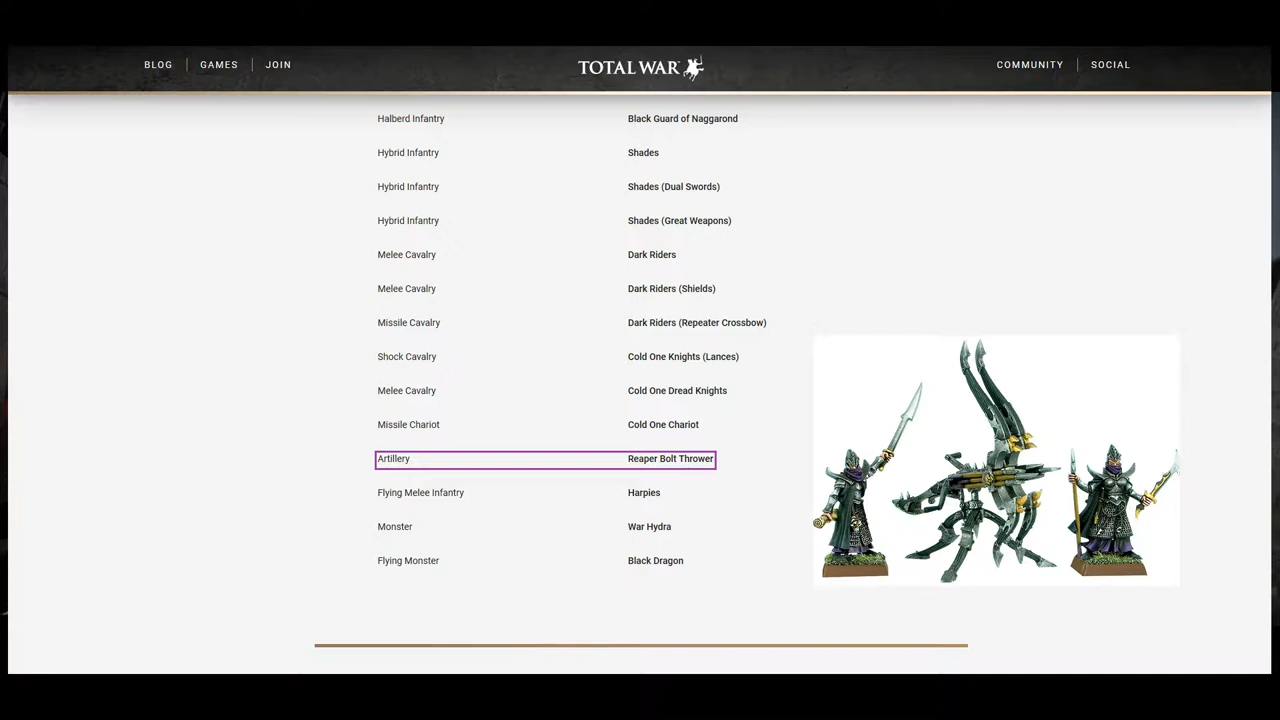 BLOG GAMES JOIN TOTAL WAR COMMUNITY SOCIAL
Halberd Infantry Black Guard of Naggarond
Hybrid Infantry Shades
Hybrid Infantry Shades (Dual Swords)
Hybrid Infantry Shades (Great Weapons)
Melee Cavalry Dark Riders
Melee Cavalry Dark Riders (Shields)
Missile Cavalry Dark Riders (Repeater Crossbow)
Shock Cavalry Cold One Knights (Lances)
Melee Cavalry Cold One Dread Knights
Missile Chariot Cold One Chariot
Artillery Reaper Bolt Thrower
Flying Melee Infantry Harpies
Monster War Hydra
Flying Monster Black Dragon